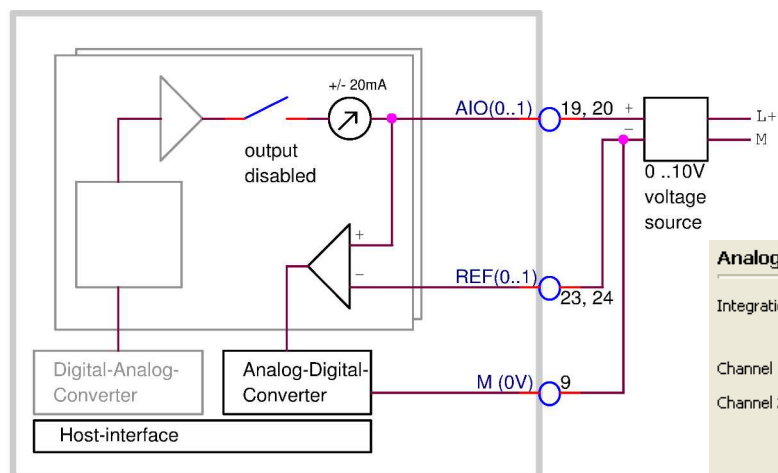 +/- 20mA
AIO(0..1)
19, 20
+
−
L+
M
output
disabled
0 ..10V
voltage
source
+
−
REF(0..1)
23, 24
Analog
Integrati
Digital-Analog-
Converter
Analog-Digital-
Converter
M (0V)
9
Channel
Channel
Host-interface